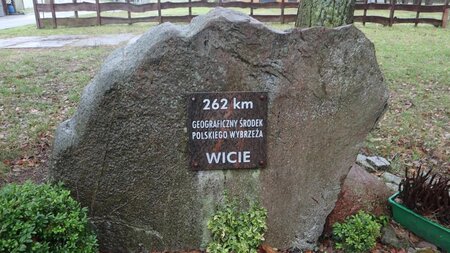 262 km
GEOGRAFICZNY ŚRODEK
POLSKIEGO WYBRZEŻA
WICIE